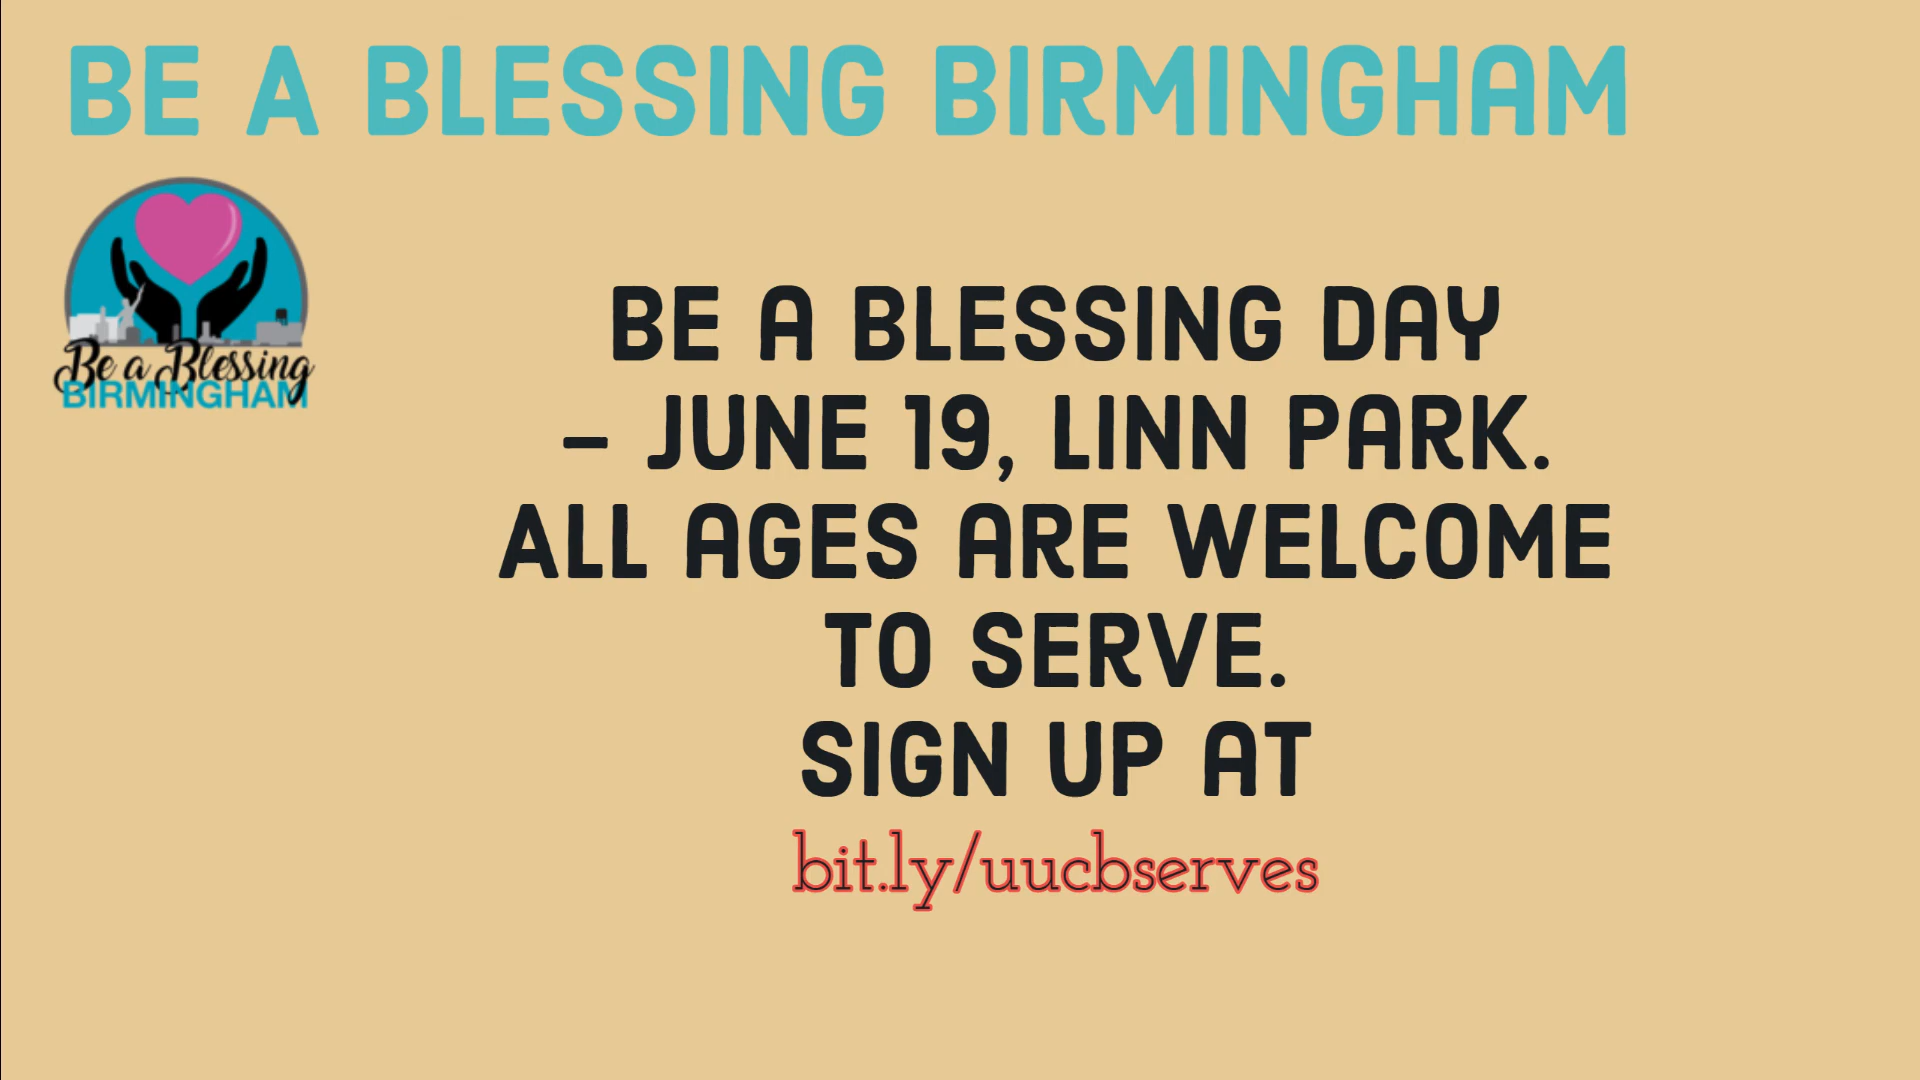 BE A BLESSING BIRMINGHAM
Be a Blessing
BIRMINGHAM
BE A BLESSING DAY
– JUNE 19, LINN PARK.
ALL AGES ARE WELCOME
TO SERVE.
SIGN UP AT
bit.ly/uucbserves